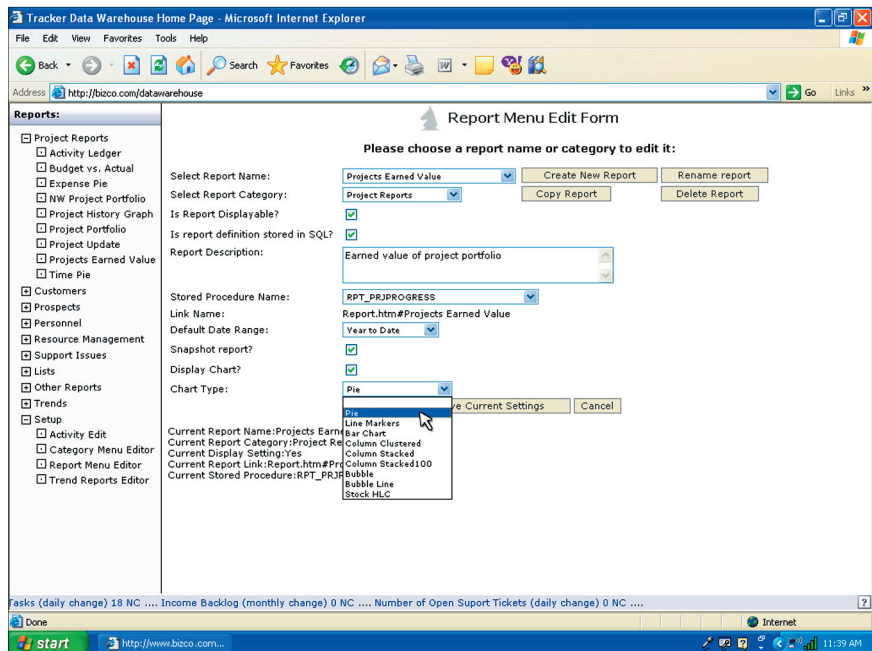 Tracker Data Warehouse Home Page - Microsoft Internet Explorer
File Edit View Favorites Tools Help
Back Search Favorites
Address http://bizco.com/datawarehouse Go Links »
Reports:
Project Reports
Activity Ledger
Budget vs. Actual
Expense Pie
NW Project Portfolio
Project History Graph
Project Portfolio
Project Update
Projects Earned Value
Time Pie
Customers
Prospects
Personnel
Resource Management
Support Issues
Lists
Other Reports
Trends
Setup
Activity Edit
Category Menu Editor
Report Menu Editor
Trend Reports Editor
Report Menu Edit Form
Please choose a report name or category to edit it:
Select Report Name: Projects Earned Value Create New Report Rename report
Select Report Category: Project Reports Copy Report Delete Report
Is Report Displayable?
Is report definition stored in SQL?
Report Description: Earned value of project portfolio
Stored Procedure Name: RPT_PRJPROGRESS
Link Name: Report.htm#Projects Earned Value
Default Date Range: Year to Date
Snapshot report?
Display Chart?
Chart Type: Pie
ve Current Settings Cancel
Pie
Line Markers
Bar Chart
Column Clustered
Column Stacked
Column Stacked100
Bubble
Bubble Line
Stock HLC
Current Report Name:Projects Earn
Current Report Category:Project Re
Current Display Setting:Yes
Current Report Link:Report.htm#Pro
Current Stored Procedure:RPT_PRJP
Tasks (daily change) 18 NC .... Income Backlog (monthly change) 0 NC .... Number of Open Suport Tickets (daily change) 0 NC .... ?
Done Internet
start http://www.bizco.com... 11:39 AM